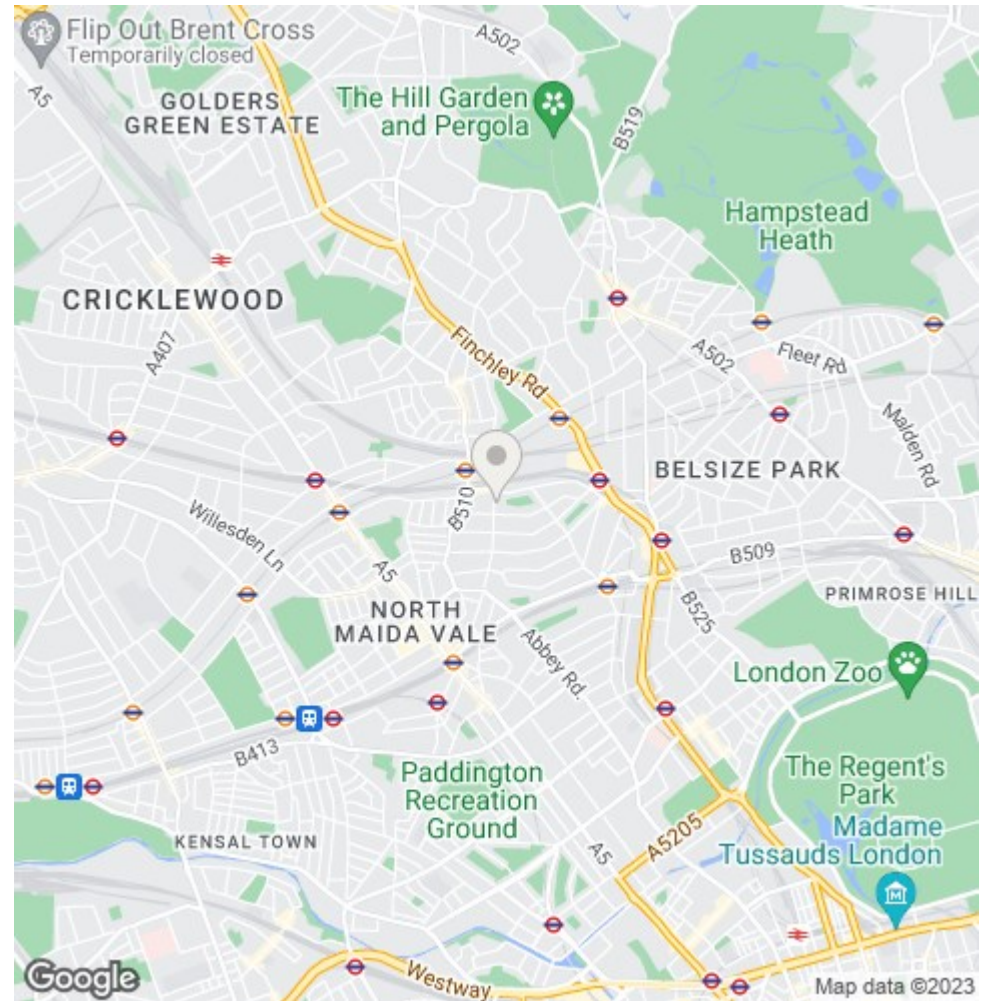 Flip Out Brent Cross
Temporarily closed
A502
A5
GOLDERS
GREEN ESTATE
The Hill Garden
and Pergola
B519
Hampstead
Heath
CRICKLEWOOD
A407
Finchley Rd
A502
Fleet Rd
Malden Rd
BELSIZE PARK
B510
Willesden Ln
A5
B509
NORTH
MAIDA VALE
PRIMROSE HILL
B525
Abbey Rd.
London Zoo
B413
The Regent's
Park
Paddington
Recreation
Ground
Madame
Tussauds London
KENSAL TOWN
A5
A5205
M
Westway
Google
Map data ©2023